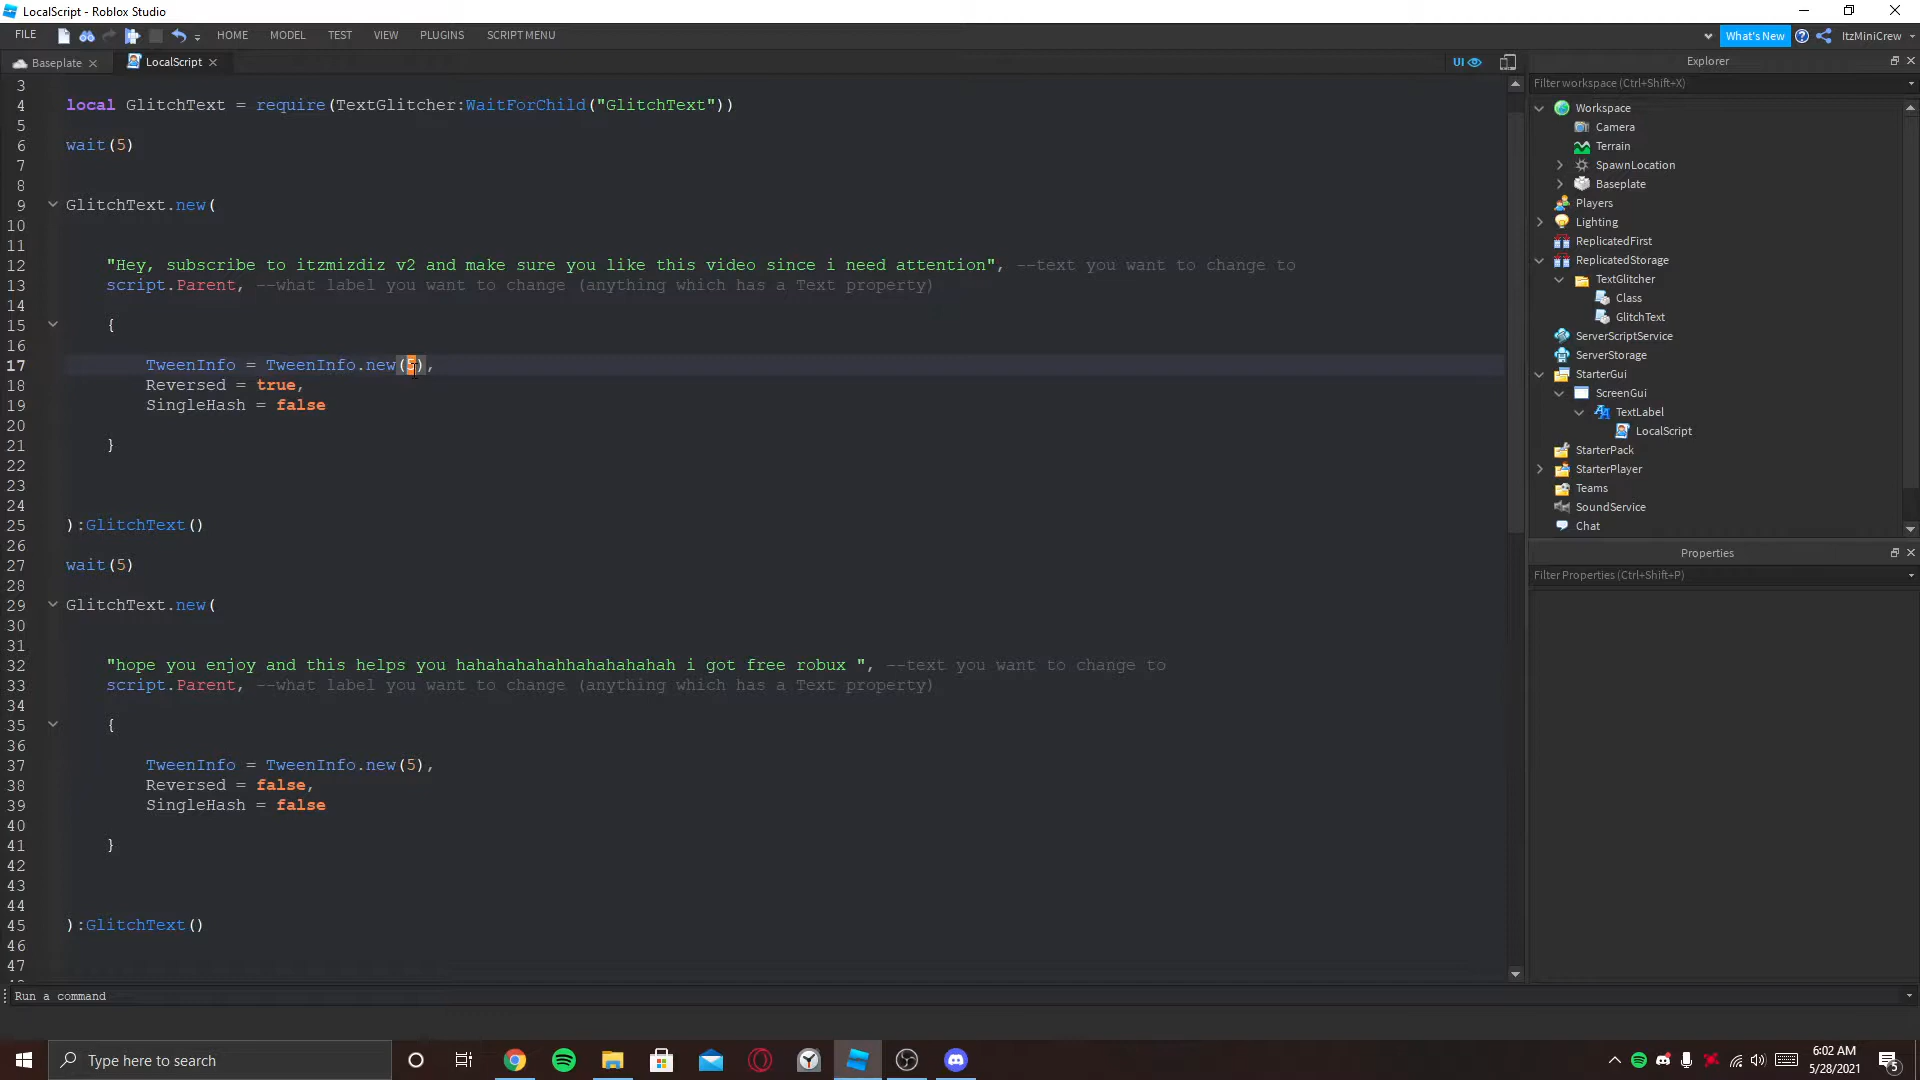 LocalScript - Roblox Studio
FILE HOME MODEL TEST VIEW PLUGINS SCRIPT MENU What's New ItzMiniCrew
Baseplate LocalScript UI
3
4 local GlitchText = require(TextGlitcher:WaitForChild("GlitchText"))
5
6 wait(5)
7
8
9 GlitchText.new(
10
11
12 "Hey, subscribe to itzmizdiz v2 and make sure you like this video since i need attention", --text you want to change to
13 script.Parent, --what label you want to change (anything which has a Text property)
14
15 {
16
17 TweenInfo = TweenInfo.new(5),
18 Reversed = true,
19 SingleHash = false
20
21 }
22
23
24
25 ):GlitchText()
26
27 wait(5)
28
29 GlitchText.new(
30
31
32 "hope you enjoy and this helps you hahahahahahhahahahahah i got free robux ", --text you want to change to
33 script.Parent, --what label you want to change (anything which has a Text property)
34
35 {
36
37 TweenInfo = TweenInfo.new(5),
38 Reversed = false,
39 SingleHash = false
40
41 }
42
43
44
45 ):GlitchText()
46
47
Explorer
Filter workspace (Ctrl+Shift+X)
Workspace
Camera
Terrain
SpawnLocation
Baseplate
Players
Lighting
ReplicatedFirst
ReplicatedStorage
TextGlitcher
Class
GlitchText
ServerScriptService
ServerStorage
StarterGui
ScreenGui
TextLabel
LocalScript
StarterPack
StarterPlayer
Teams
SoundService
Chat
Properties
Filter Properties (Ctrl+Shift+P)
Run a command
Type here to search
6:02 AM
5/28/2021
5